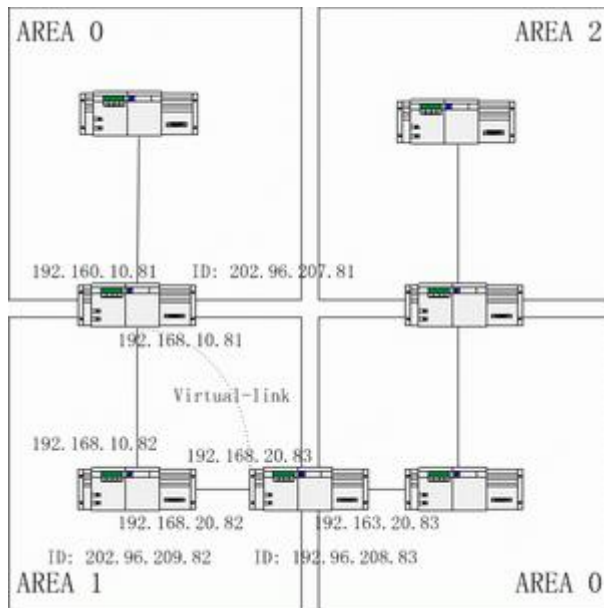 AREA 0
AREA 2
192.160.10.81
ID: 202.96.207.81
192.168.10.81
Virtual-link
192.168.10.82
192.168.20.83
192.168.20.82
192.163.20.83
ID: 202.96.209.82
ID: 192.96.208.83
AREA 1
AREA 0